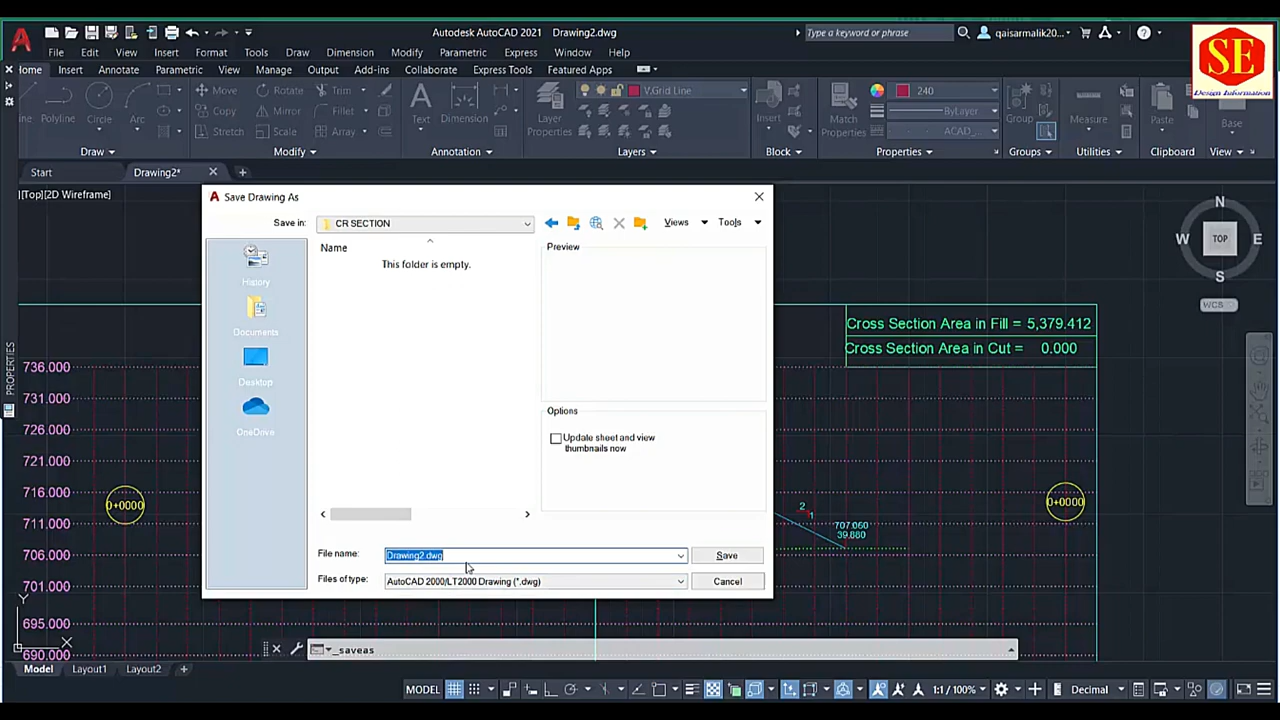 Autodesk AutoCAD 2021 Drawing2.dwg
Type a keyword or phrase
qaisarmalik20...
SE
Design Information
File Edit View Insert Format Tools Draw Dimension Modify Parametric Express Window Help
Home Insert Annotate Parametric View Manage Output Add-ins Collaborate Express Tools Featured Apps
Polyline Circle Arc
Move Rotate Trim
Copy Mirror Fillet
Stretch Scale Array
Text Dimension
Layer Properties
V.Grid Line
Insert
Match Properties
240
ByLayer
ACAD...
Group
Measure
Paste
Base
Draw Modify Annotation Layers Block Properties Groups Utilities Clipboard View
Start Drawing2*
[Top][2D Wireframe]
Save Drawing As
Save in: CR SECTION
Views Tools
Name
This folder is empty.
Preview
History
Documents
Desktop
OneDrive
Options
Update sheet and view thumbnails now
File name: Drawing2.dwg Save
Files of type: AutoCAD 2000/LT2000 Drawing (*.dwg) Cancel
N
W TOP E
S
WCS
Cross Section Area in Fill = 5,379.412
Cross Section Area in Cut = 0.000
PROPERTIES
736.000
731.000
726.000
721.000
716.000
711.000
706.000
701.000
695.000
690.000
0+0000
0+0000
2
1
707.060
39.880
Y
X
_saveas
Model Layout1 Layout2
MODEL 1:1 / 100% Decimal